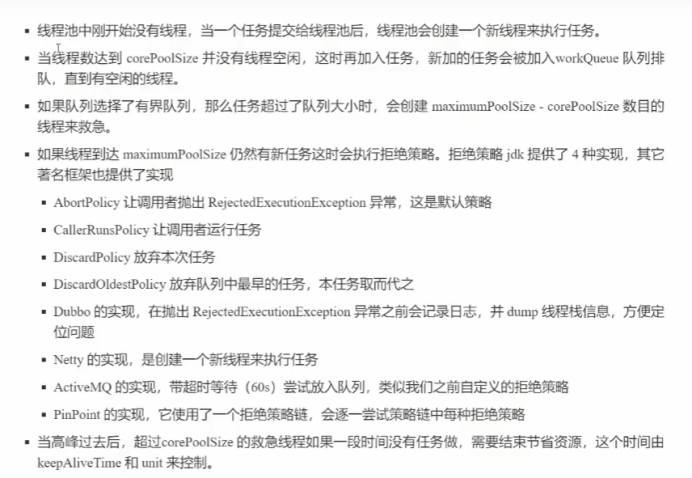 线程池中刚开始没有线程，当一个任务提交给线程池后，线程池会创建一个新线程来执行任务。
当线程数达到 corePoolSize 并没有线程空闲，这时再加入任务，新加的任务会被加入workQueue 队列排
队，直到有空闲的线程。
如果队列选择了有界队列，那么任务超过了队列大小时，会创建 maximumPoolSize - corePoolSize 数目的
线程来救急。
如果线程到达 maximumPoolSize 仍然有新任务这时会执行拒绝策略。拒绝策略 jdk 提供了 4 种实现，其它
著名框架也提供了实现
AbortPolicy 让调用者抛出 RejectedExecutionException 异常，这是默认策略
CallerRunsPolicy 让调用者运行任务
DiscardPolicy 放弃本次任务
DiscardOldestPolicy 放弃队列中最早的任务，本任务取而代之
Dubbo 的实现，在抛出 RejectedExecutionException 异常之前会记录日志，并 dump 线程栈信息，方便定
位问题
Netty 的实现，是创建一个新线程来执行任务
ActiveMQ 的实现，带超时等待（60s）尝试放入队列，类似我们之前自定义的拒绝策略
PinPoint 的实现，它使用了一个拒绝策略链，会逐一尝试策略链中每种拒绝策略
当高峰过去后，超过corePoolSize 的救急线程如果一段时间没有任务做，需要结束节省资源，这个时间由
keepAliveTime 和 unit 来控制。